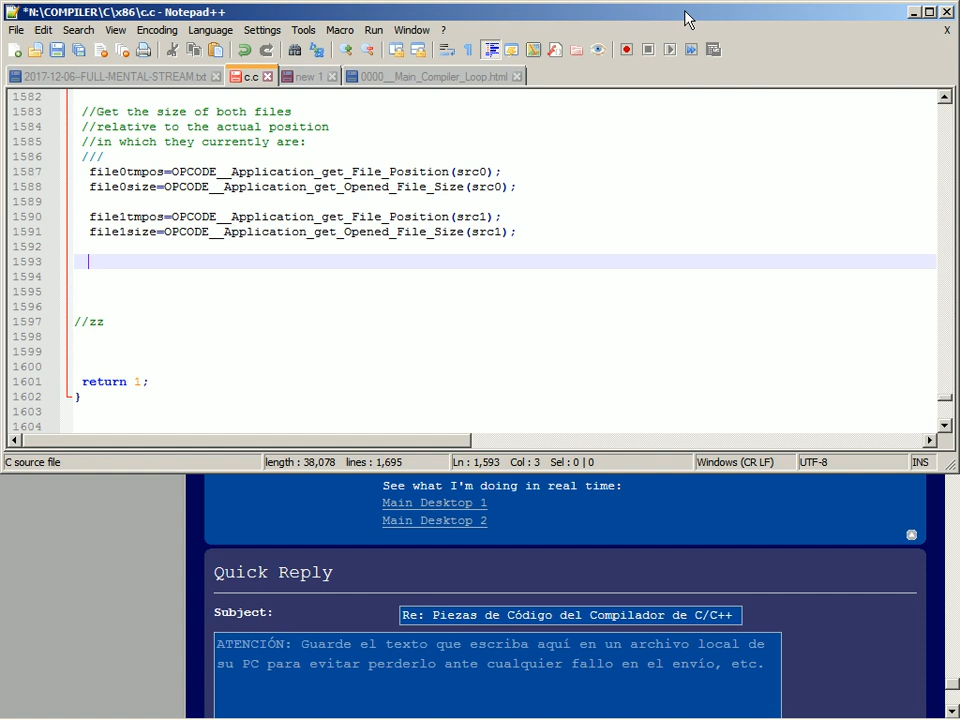 *N:\COMPILER\C\x86\c.c - Notepad++
File Edit Search View Encoding Language Settings Tools Macro Run Window ? X
2017-12-06--FULL-MENTAL-STREAM.txt c.c new 1 0000__Main_Compiler_Loop.html
1582
1583 //Get the size of both files
1584 //relative to the actual position
1585 //in which they currently are:
1586 ///
1587 file0tmpos=OPCODE__Application_get_File_Position(src0);
1588 file0size=OPCODE__Application_get_Opened_File_Size(src0);
1589
1590 file1tmpos=OPCODE__Application_get_File_Position(src1);
1591 file1size=OPCODE__Application_get_Opened_File_Size(src1);
1592
1593
1594
1595
1596
1597 //zz
1598
1599
1600
1601 return 1;
1602 }
1603
1604
C source file length : 38,078 lines : 1,695 Ln : 1,593 Col : 3 Sel : 0 | 0 Windows (CR LF) UTF-8 INS
See what I'm doing in real time:
Main Desktop 1
Main Desktop 2
Quick Reply
Subject: Re: Piezas de Código del Compilador de C/C++
ATENCIÓN: Guarde el texto que escriba aquí en un archivo local de
su PC para evitar perderlo ante cualquier fallo en el envío, etc.